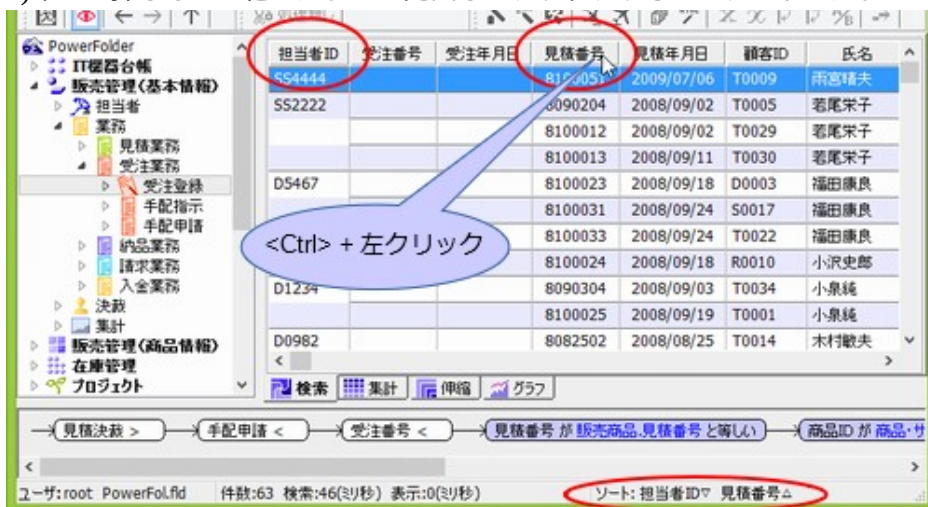 PowerFolder
IT機器台帳
販売管理(基本情報)
担当者
業務
見積業務
受注業務
受注登録
手配指示
手配申請
納品業務
請求業務
入金業務
決裁
集計
販売管理(商品情報)
在庫管理
プロジェクト
担当者ID 受注番号 受注年月日 見積番号 見積年月日 顧客ID 氏名
SS4444 8100051 2009/07/06 T0009 雨宮晴夫
SS2222 8090204 2008/09/02 T0005 若尾栄子
8100012 2008/09/02 T0029 若尾栄子
8100013 2008/09/11 T0030 若尾栄子
D5467 8100023 2008/09/18 D0003 福田康良
8100031 2008/09/24 S0017 福田康良
8100033 2008/09/24 T0022 福田康良
8100024 2008/09/18 R0010 小沢史郎
D1234 8090304 2008/09/03 T0034 小泉純
8100025 2008/09/19 T0001 小泉純
D0982 8082502 2008/08/25 T0014 木村敏夫
<Ctrl> + 左クリック
検索 集計 伸縮 グラフ
見積決裁 > 手配申請 < 受注番号 < 見積番号 が 販売商品.見積番号 と等しい 商品ID が 商品・サ
ユーザ:root PowerFol.fld 件数:63 検索:46(ミリ秒) 表示:0(ミリ秒) ソート: 担当者ID▽ 見積番号△